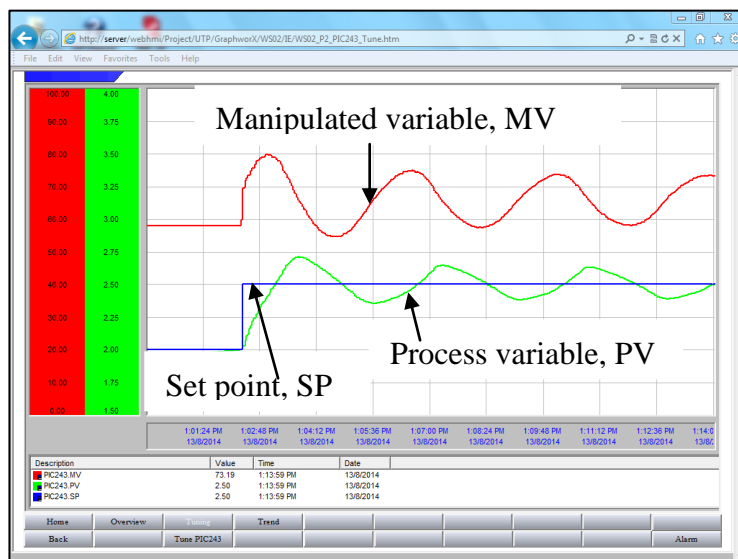 http://server/webhmi/Project/UTP/GraphworX/WS02/IE/WS02_P2_PIC243_Tune.htm
File Edit View Favorites Tools Help
100.00 4.00
90.00 3.75
80.00 3.50
70.00 3.25
60.00 3.00
50.00 2.75
40.00 2.50
30.00 2.25
20.00 2.00
10.00 1.75
0.00 1.50
Manipulated variable, MV
Process variable, PV
Set point, SP
1:01:24 PM 1:02:48 PM 1:04:12 PM 1:05:36 PM 1:07:00 PM 1:08:24 PM 1:09:48 PM 1:11:12 PM 1:12:36 PM 1:14:0
13/8/2014 13/8/2014 13/8/2014 13/8/2014 13/8/2014 13/8/2014 13/8/2014 13/8/2014 13/8/2014 13/8/
Description Value Time Date
PIC243.MV 73.19 1:13:59 PM 13/8/2014
PIC243.PV 2.50 1:13:59 PM 13/8/2014
PIC243.SP 2.50 1:13:59 PM 13/8/2014
Home Overview Tuning Trend
Back Tune PIC243 Alarm